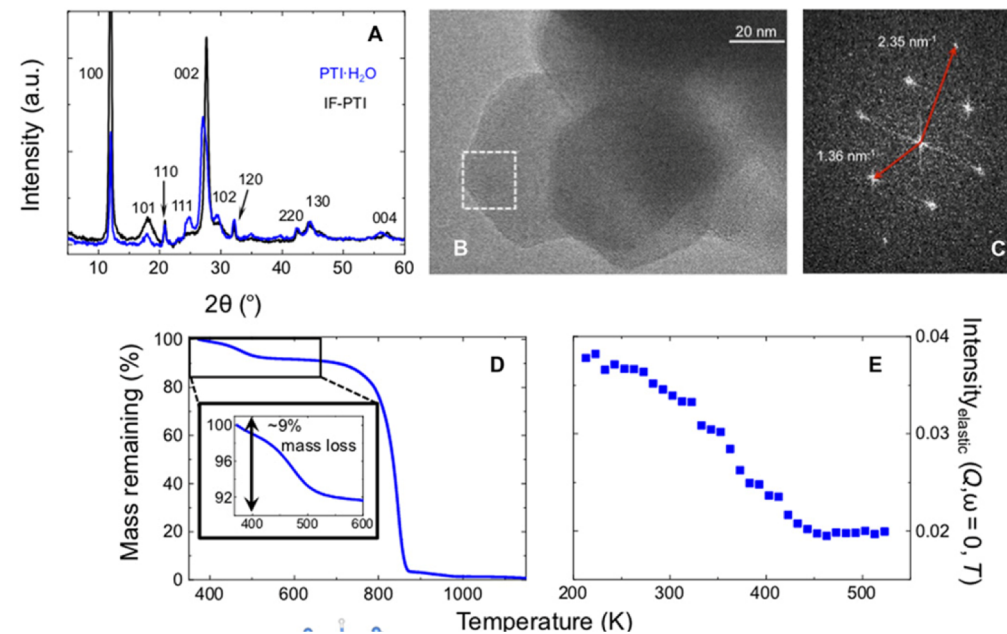 A
100
002
PTI·H₂O
IF-PTI
110
101
111
102
120
220
130
004
Intensity (a.u.)
10 20 30 40 50 60
2θ (°)
20 nm
B
2.35 nm⁻¹
1.36 nm⁻¹
C
D
100
80
60
40
20
0
Mass remaining (%)
~9%
mass loss
100
96
92
400 500 600
400 600 800 1000
E
0.04
0.03
0.02
Intensityelastic (Q,ω = 0, T)
200 300 400 500
Temperature (K)